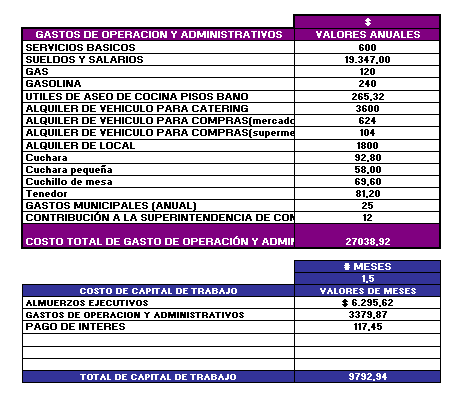 $
GASTOS DE OPERACION Y ADMINISTRATIVOS VALORES ANUALES
SERVICIOS BASICOS 600
SUELDOS Y SALARIOS 19.347,00
GAS 120
GASOLINA 240
UTILES DE ASEO DE COCINA PISOS BANO 265,32
ALQUILER DE VEHICULO PARA CATERING 3600
ALQUILER DE VEHICULO PARA COMPRAS(mercado 624
ALQUILER DE VEHICULO PARA COMPRAS(superme 104
ALQUILER DE LOCAL 1800
Cuchara 92,80
Cuchara pequeña 58,00
Cuchillo de mesa 69,60
Tenedor 81,20
GASTOS MUNICIPALES (ANUAL) 25
CONTRIBUCIÓN A LA SUPERINTENDENCIA DE COM 12
COSTO TOTAL DE GASTO DE OPERACIÓN Y ADMIN 27038,92
# MESES
1,5
COSTO DE CAPITAL DE TRABAJO VALORES DE MESES
ALMUERZOS EJECUTIVOS $ 6.295,62
GASTOS DE OPERACION Y ADMINISTRATIVOS 3379,87
PAGO DE INTERES 117,45
TOTAL DE CAPITAL DE TRABAJO 9792,94